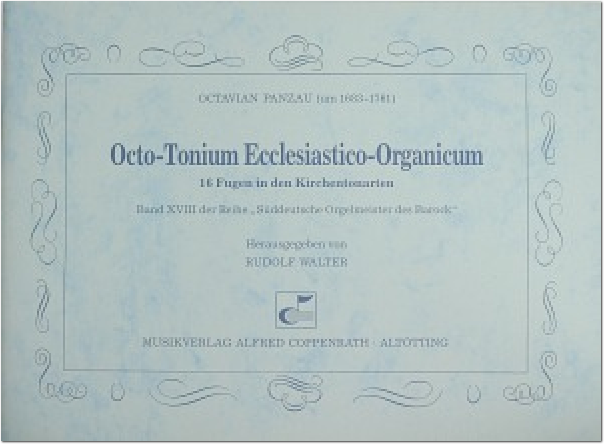 OCTAVIAN PANZAU (um 1683–1761)
Octo-Tonium Ecclesiastico-Organicum
16 Fugen in den Kirchentonarten
Band XVIII der Reihe „Süddeutsche Orgelmeister des Barock“
Herausgegeben von
RUDOLF WALTER
MUSIKVERLAG ALFRED COPPENRATH · ALTÖTTING